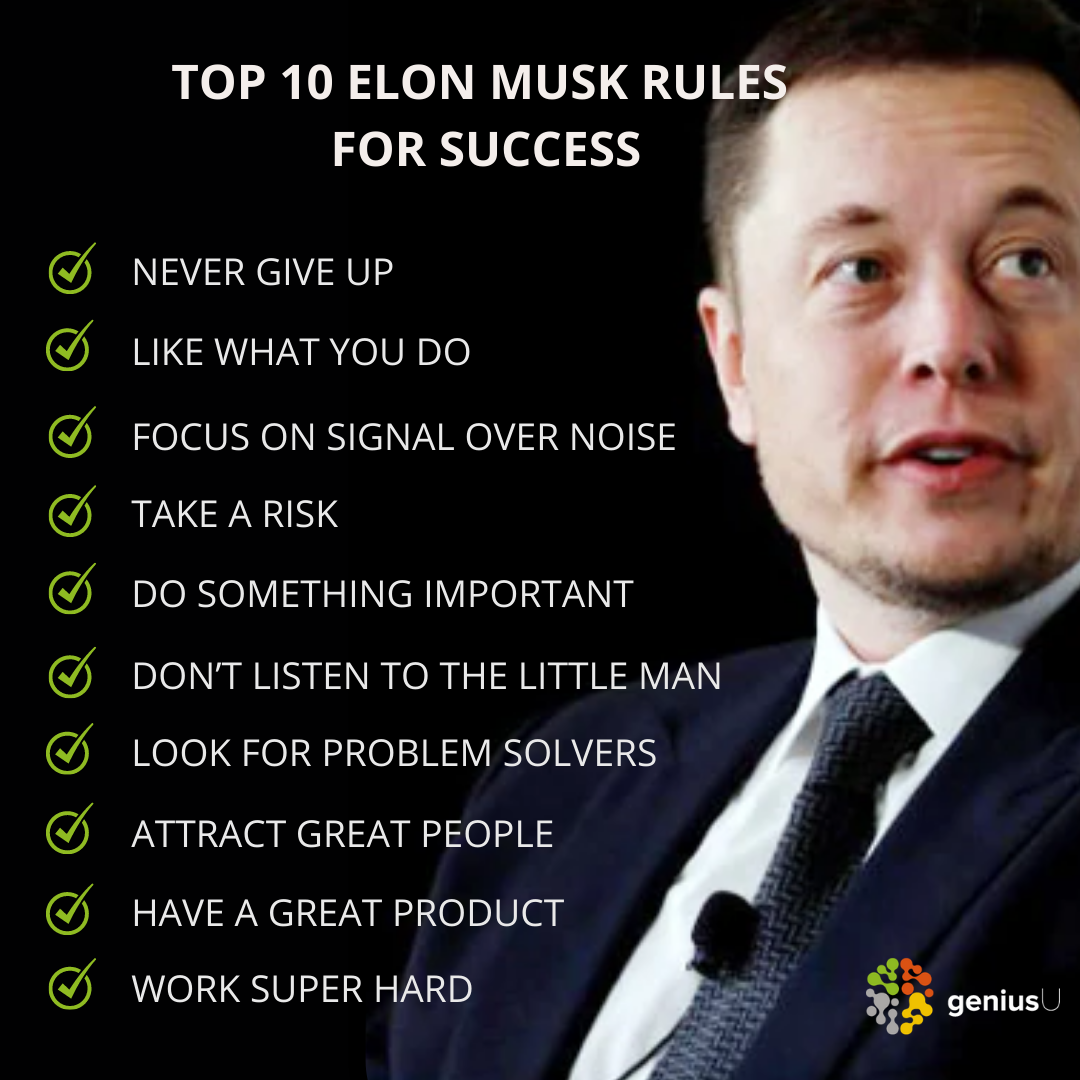 TOP 10 ELON MUSK RULES
FOR SUCCESS
NEVER GIVE UP
LIKE WHAT YOU DO
FOCUS ON SIGNAL OVER NOISE
TAKE A RISK
DO SOMETHING IMPORTANT
DON’T LISTEN TO THE LITTLE MAN
LOOK FOR PROBLEM SOLVERS
ATTRACT GREAT PEOPLE
HAVE A GREAT PRODUCT
WORK SUPER HARD
geniusU